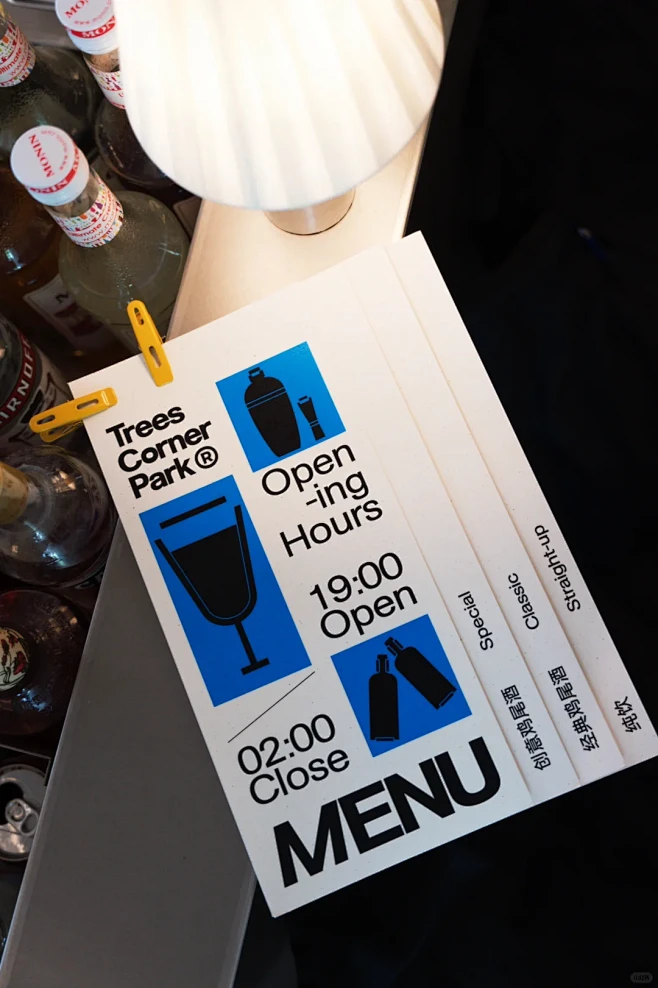 MONIN
MONIN
Trees
Corner
Park®
Open
-ing
Hours
19:00
Open
02:00
Close
MENU
Special
创意鸡尾酒
Classic
经典鸡尾酒
Straight-up
纯饮